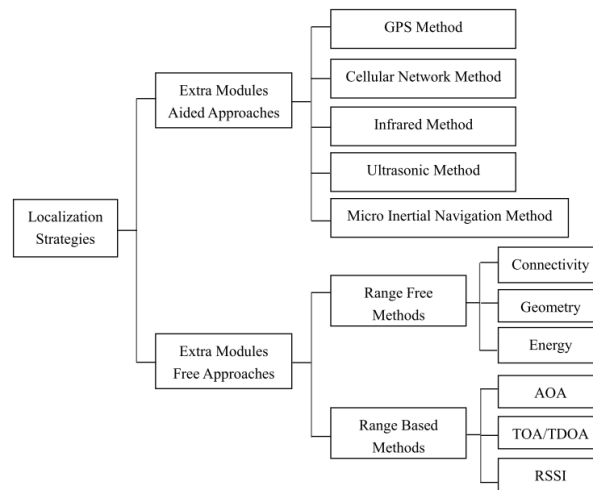 Localization
Strategies
Extra Modules
Aided Approaches
GPS Method
Cellular Network Method
Infrared Method
Ultrasonic Method
Micro Inertial Navigation Method
Extra Modules
Free Approaches
Range Free
Methods
Connectivity
Geometry
Energy
Range Based
Methods
AOA
TOA/TDOA
RSSI